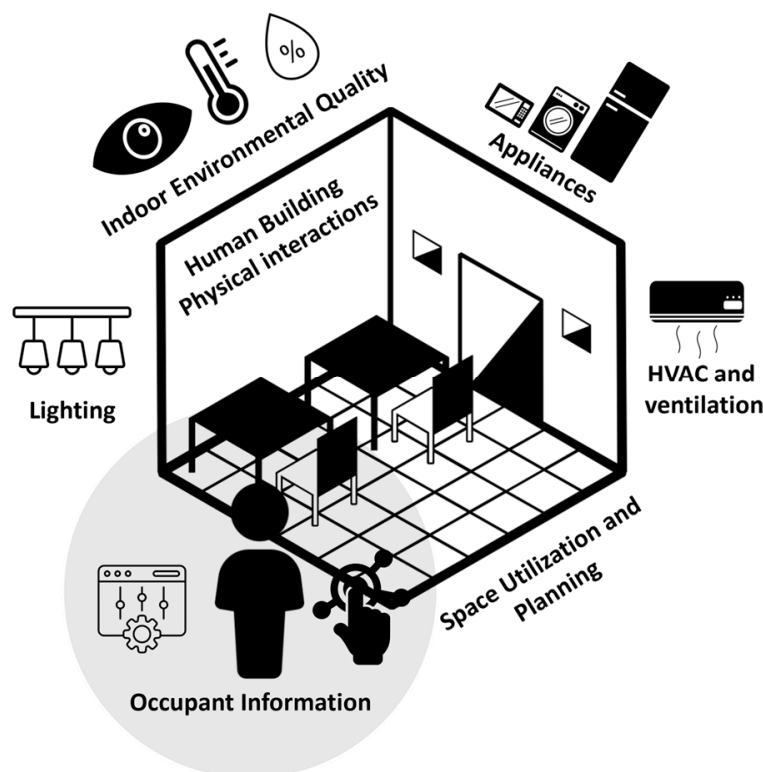 %
Indoor Environmental Quality
Appliances
Human Building
Physical interactions
HVAC and
ventilation
Lighting
Space Utilization and
Planning
Occupant Information